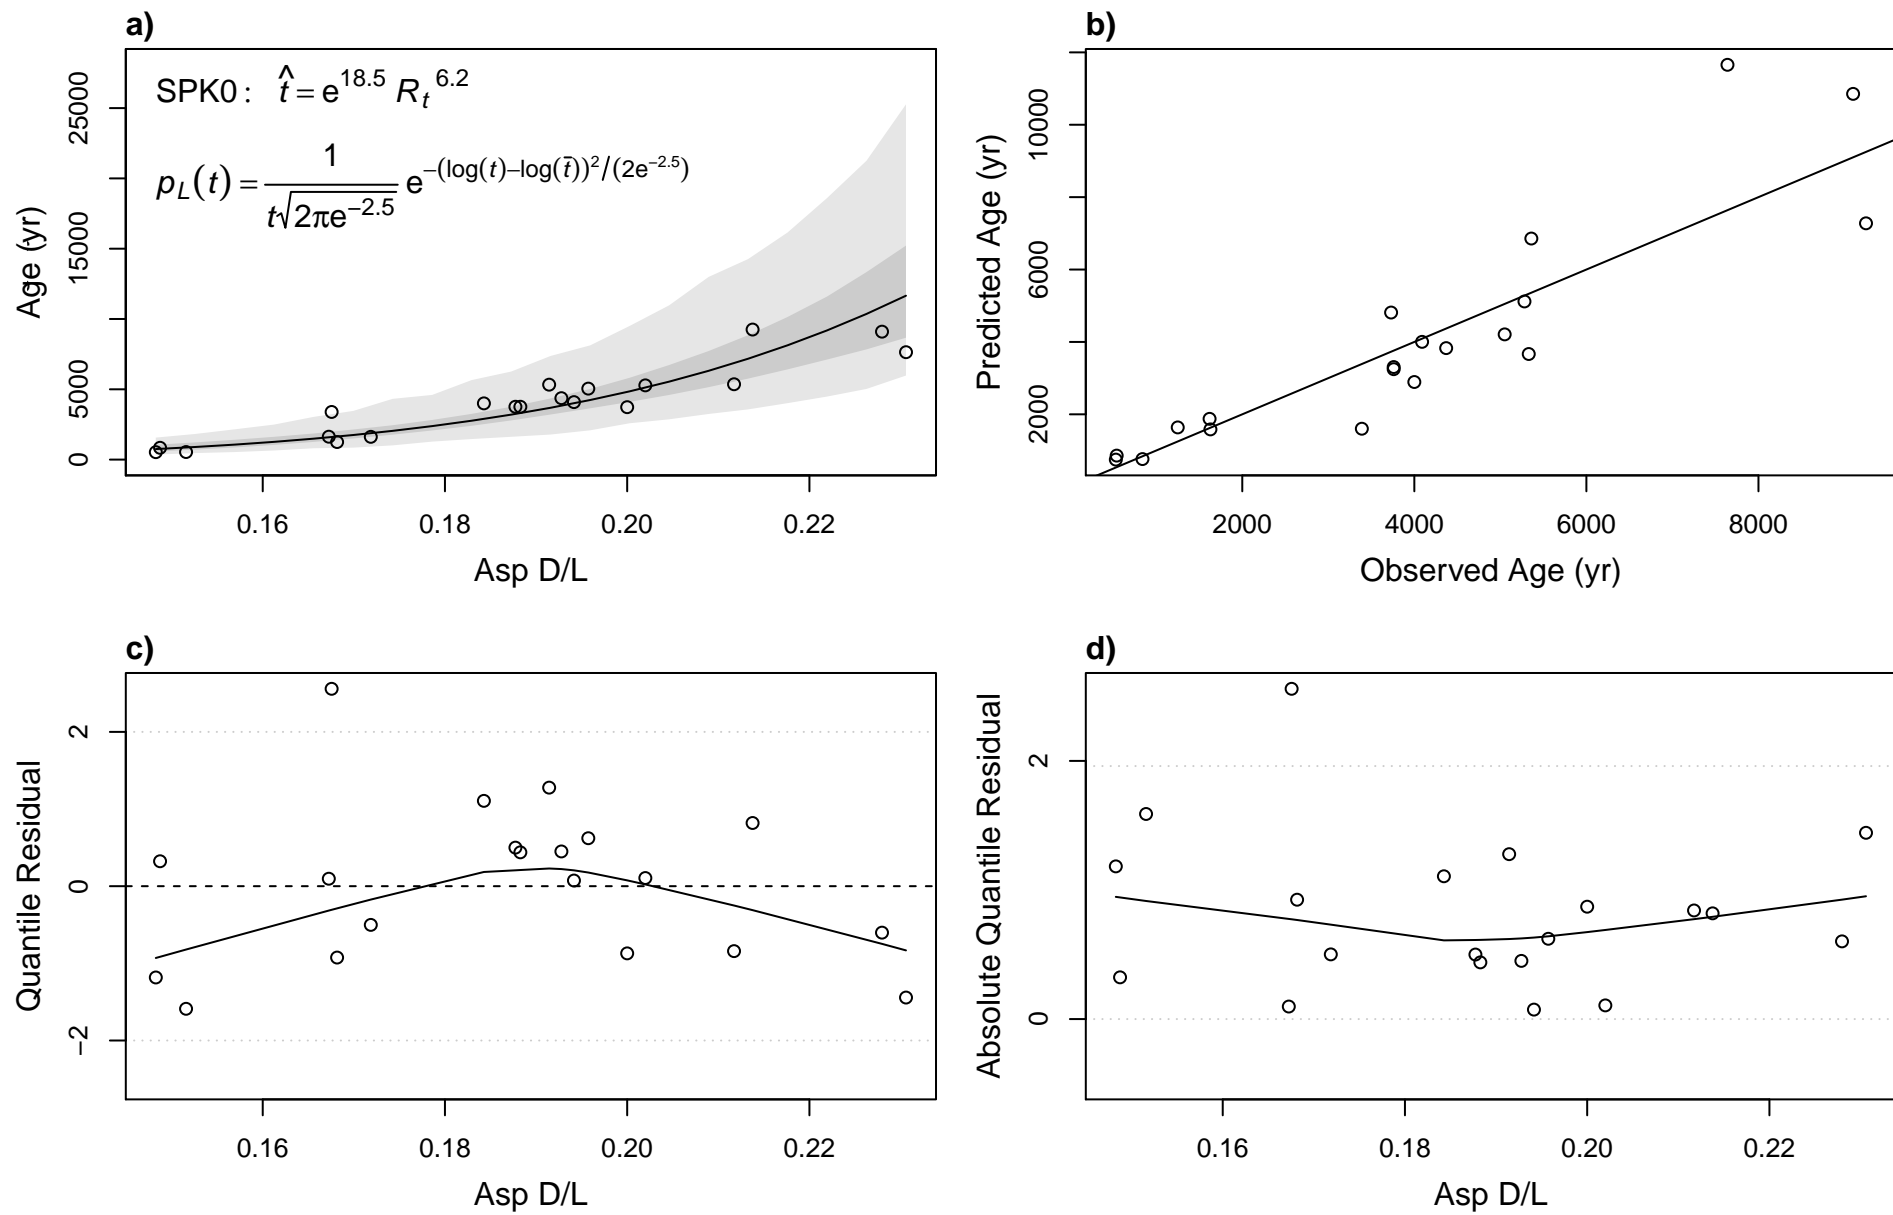 a)
SPK0 :  t̂ = e^18.5 R_t^6.2
p_L(t) = 1 / (t√(2πe^−2.5)) e^−(log(t)−log(t̄))²/(2e^−2.5)
Age (yr)
0 5000 15000 25000
0.16 0.18 0.20 0.22
Asp D/L
b)
Predicted Age (yr)
2000 6000 10000
2000 4000 6000 8000
Observed Age (yr)
c)
Quantile Residual
−2 0 2
0.16 0.18 0.20 0.22
Asp D/L
d)
Absolute Quantile Residual
0 2
0.16 0.18 0.20 0.22
Asp D/L